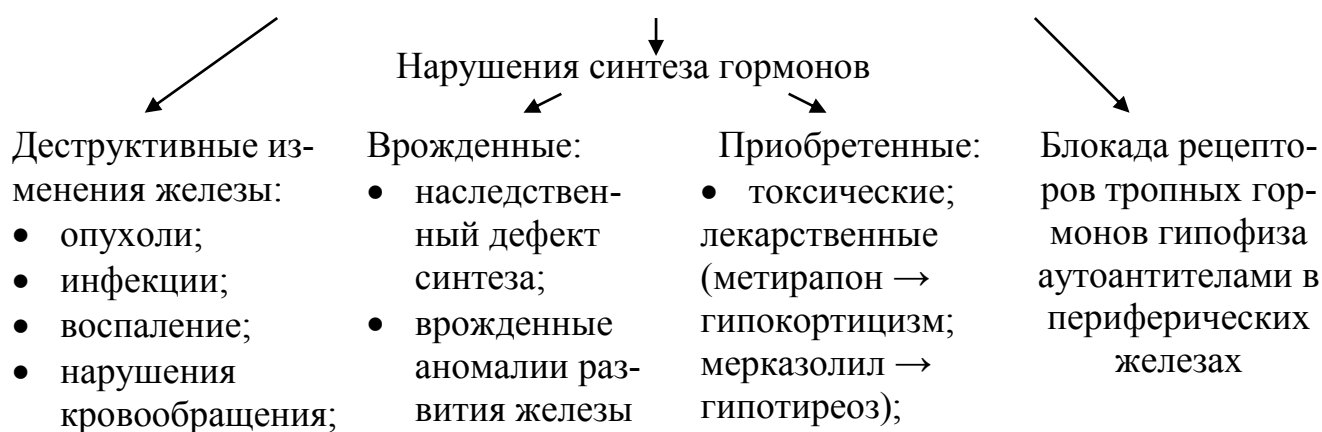 Нарушения синтеза гормонов
Деструктивные из-
менения железы:
• опухоли;
• инфекции;
• воспаление;
• нарушения
кровообращения;
Врожденные:
• наследствен-
ный дефект
синтеза;
• врожденные
аномалии раз-
вития железы
Приобретенные:
• токсические;
лекарственные
(метирапон →
гипокортицизм;
мерказолил →
гипотиреоз);
Блокада рецепто-
ров тропных гор-
монов гипофиза
аутоантителами в
периферических
железах